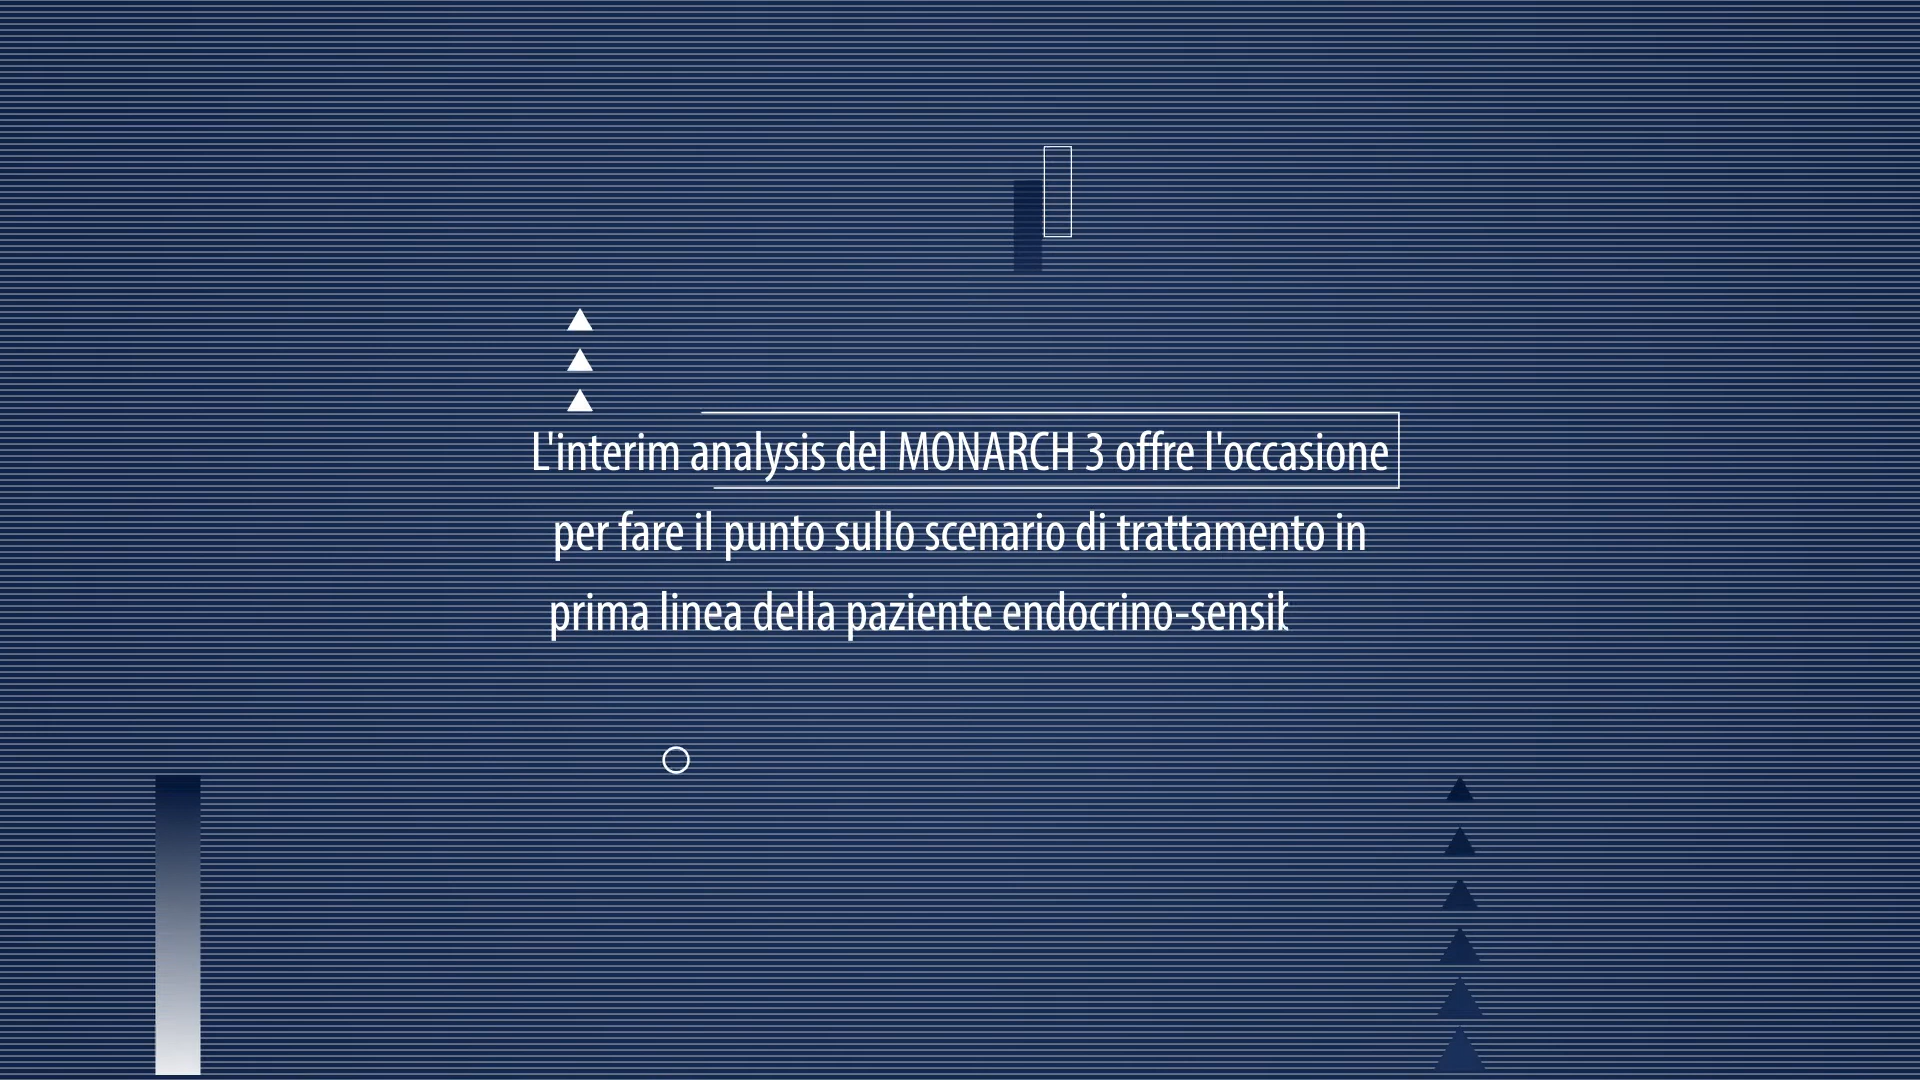 L'interim analysis del MONARCH 3 offre l'occasione
per fare il punto sullo scenario di trattamento in
prima linea della paziente